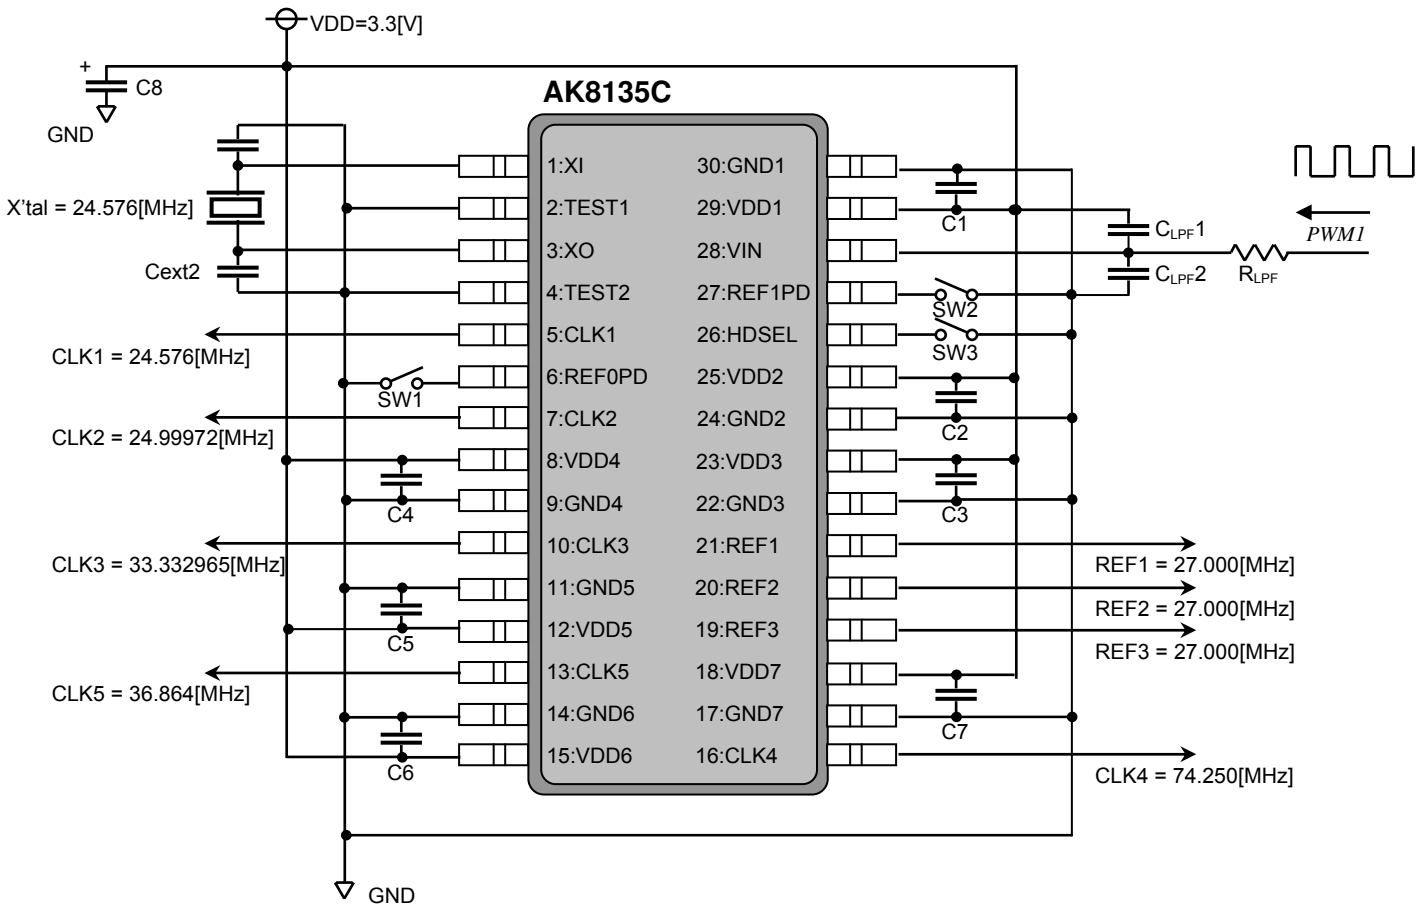 VDD=3.3[V]
+
C8
GND
AK8135C
X'tal = 24.576[MHz]
Cext2
CLK1 = 24.576[MHz]
SW1
CLK2 = 24.99972[MHz]
C4
CLK3 = 33.332965[MHz]
C5
CLK5 = 36.864[MHz]
C6
GND
1:XI
2:TEST1
3:XO
4:TEST2
5:CLK1
6:REF0PD
7:CLK2
8:VDD4
9:GND4
10:CLK3
11:GND5
12:VDD5
13:CLK5
14:GND6
15:VDD6
30:GND1
29:VDD1
28:VIN
27:REF1PD
26:HDSEL
25:VDD2
24:GND2
23:VDD3
22:GND3
21:REF1
20:REF2
19:REF3
18:VDD7
17:GND7
16:CLK4
C1
SW2
SW3
C2
C3
C7
CLPF1
CLPF2
RLPF
PWM1
REF1 = 27.000[MHz]
REF2 = 27.000[MHz]
REF3 = 27.000[MHz]
CLK4 = 74.250[MHz]